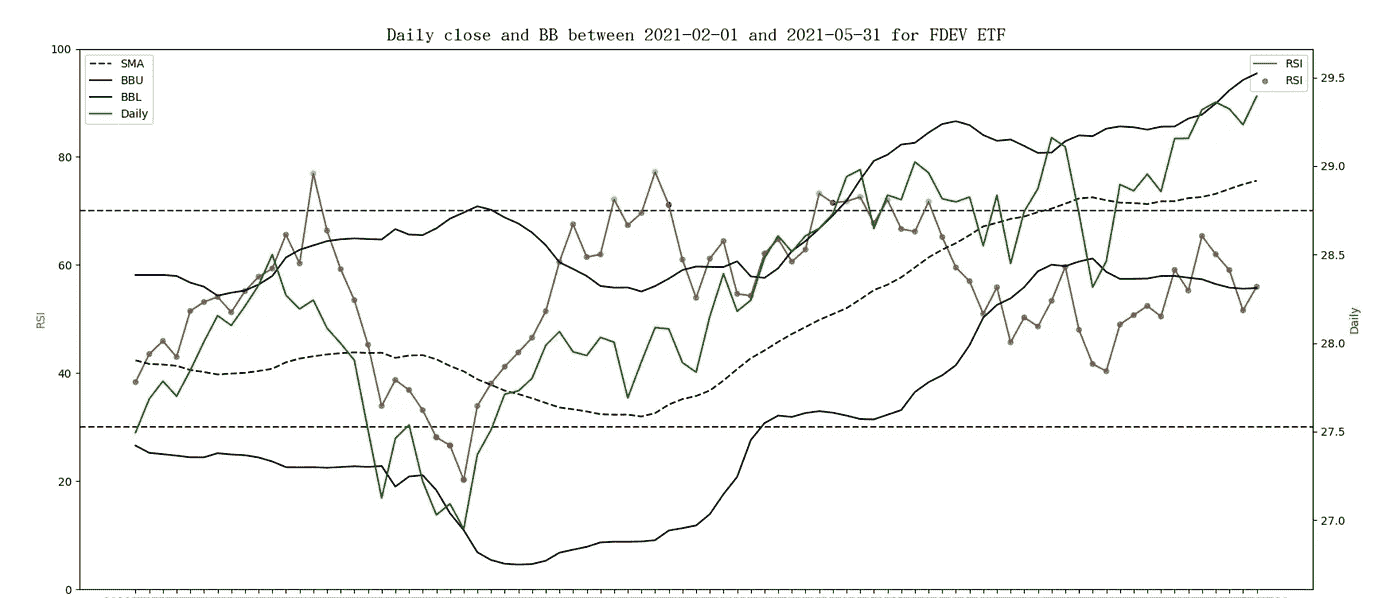 Daily close and BB between 2021-02-01 and 2021-05-31 for FDEV ETF
100
80
60
40
20
0
RSI
SMA
BBU
BBL
Daily
RSI
RSI
29.5
29.0
28.5
28.0
27.5
27.0
Daily